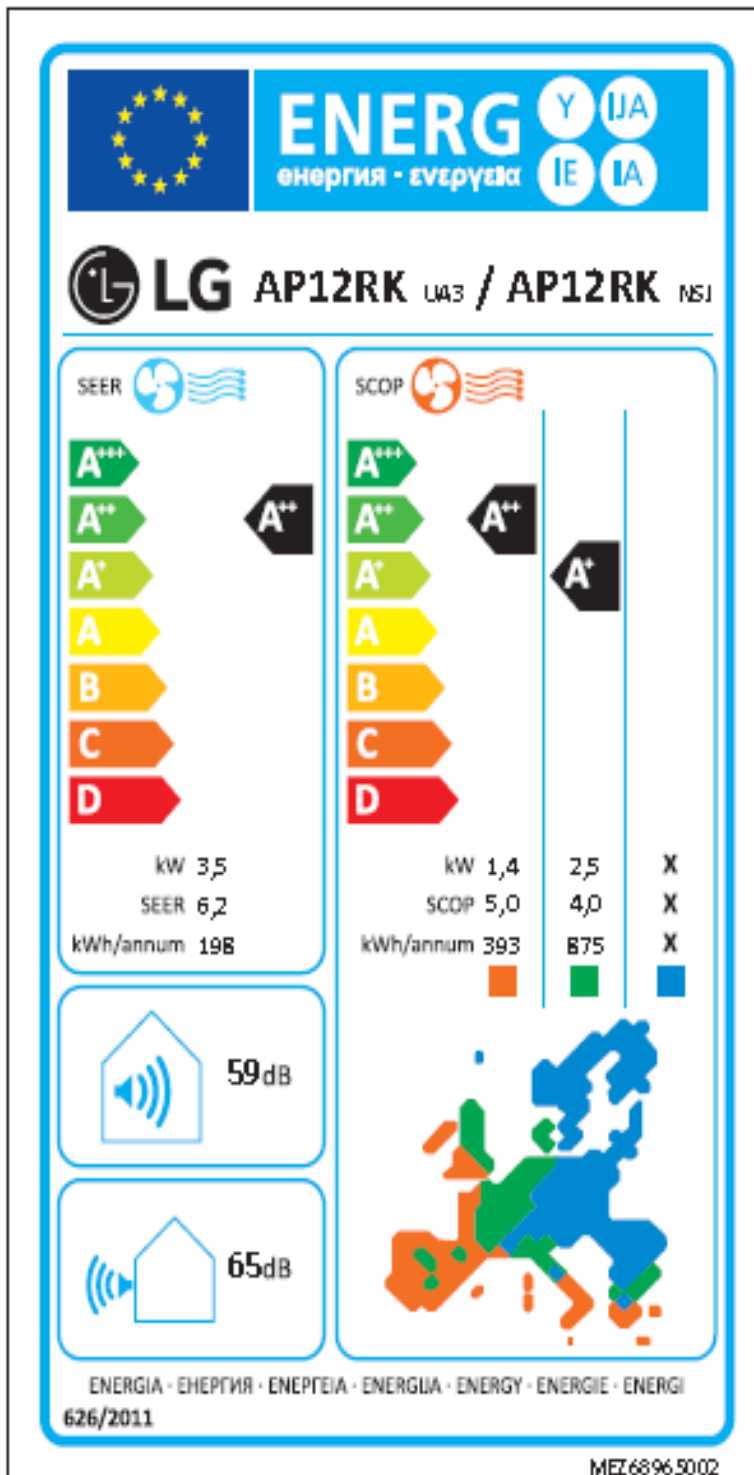 ENERG Y IJA
енергия · ενεργεια IE IA
LG AP12RK UA3 / AP12RK NSJ
SEER
A+++
A++ A++
A+
A
B
C
D
kW 3,5
SEER 6,2
kWh/annum 198
SCOP
A+++
A++ A++
A+ A+
A
B
C
D
kW 1,4 2,5 X
SCOP 5,0 4,0 X
kWh/annum 393 875 X
59dB
65dB
ENERGIA · ЕНЕРГИЯ · ΕΝΕΡΓΕΙΑ · ENERGIJA · ENERGY · ENERGIE · ENERGI
626/2011
MEZ68965002